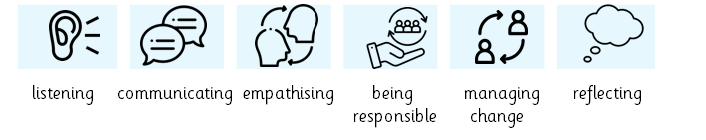 listening
communicating
empathising
being
responsible
managing
change
reflecting